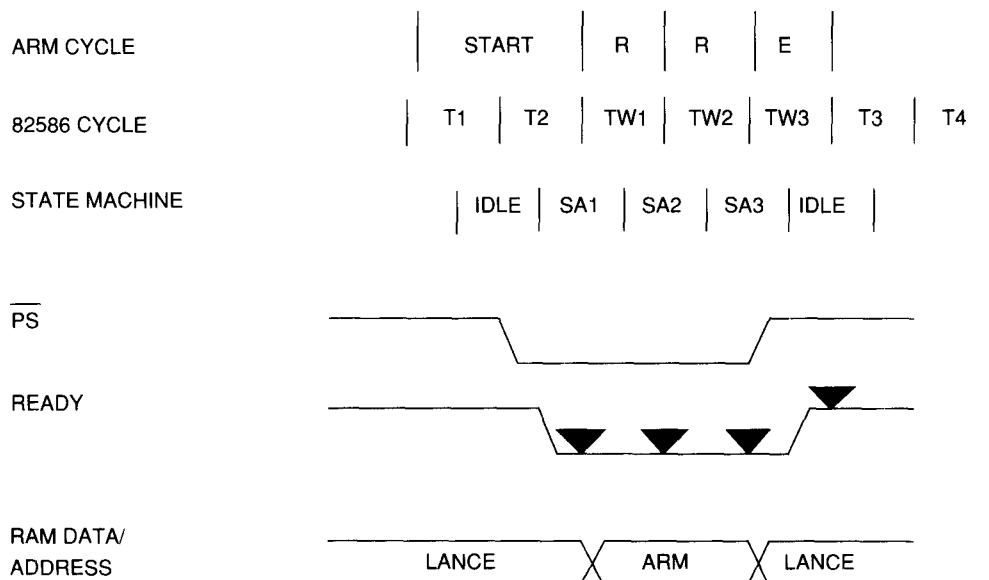 ARM CYCLE START R R E
82586 CYCLE T1 T2 TW1 TW2 TW3 T3 T4
STATE MACHINE IDLE SA1 SA2 SA3 IDLE
PS
READY
RAM DATA/
ADDRESS LANCE ARM LANCE